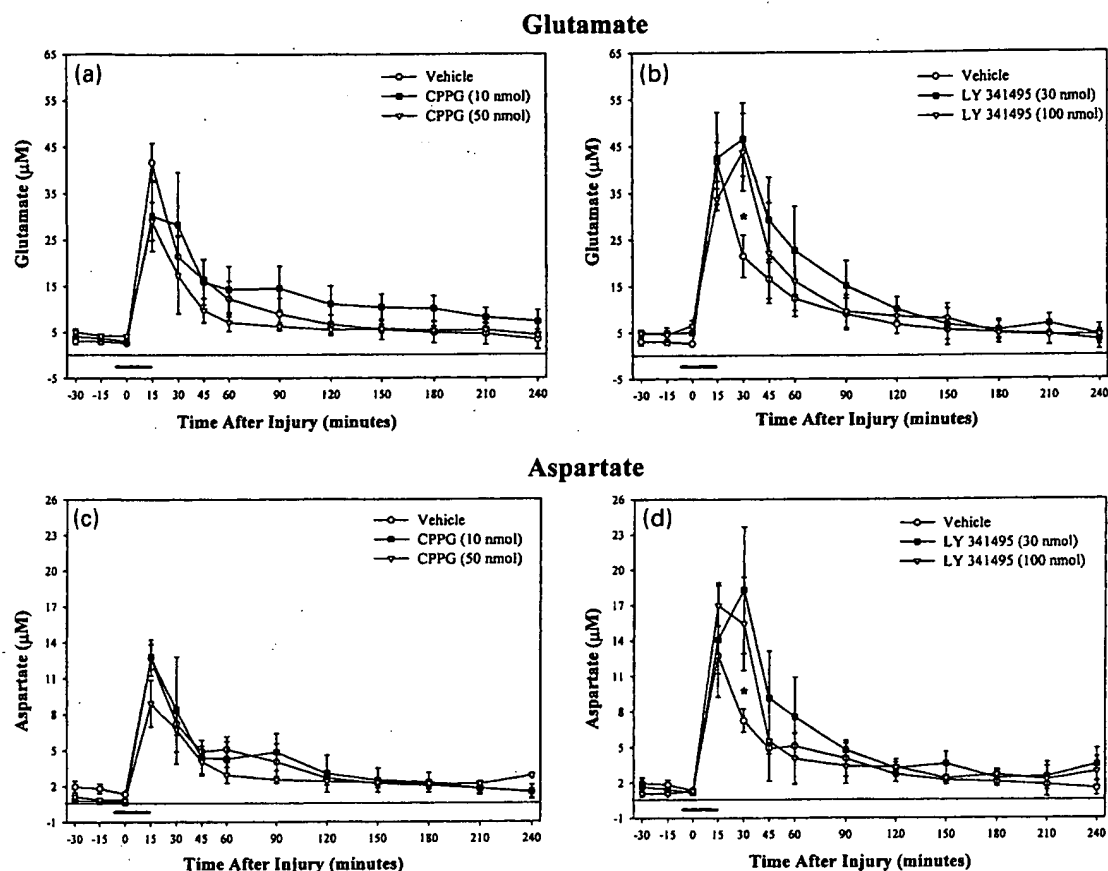 Glutamate
(a)
Vehicle
CPPG (10 nmol)
CPPG (50 nmol)
65
55
45
35
25
15
5
-5
Glutamate (μM)
-30 -15 0 15 30 45 60 90 120 150 180 210 240
Time After Injury (minutes)
(b)
Vehicle
LY 341495 (30 nmol)
LY 341495 (100 nmol)
65
55
45
35
25
15
5
-5
Glutamate (μM)
*
-30 -15 0 15 30 45 60 90 120 150 180 210 240
Time After Injury (minutes)
Aspartate
(c)
Vehicle
CPPG (10 nmol)
CPPG (50 nmol)
26
23
20
17
14
11
8
5
2
-1
Aspartate (μM)
-30 -15 0 15 30 45 60 90 120 150 180 210 240
Time After Injury (minutes)
(d)
Vehicle
LY 341495 (30 nmol)
LY 341495 (100 nmol)
26
23
20
17
14
11
8
5
2
-1
Aspartate (μM)
*
-30 -15 0 15 30 45 60 90 120 150 180 210 240
Time After Injury (minutes)